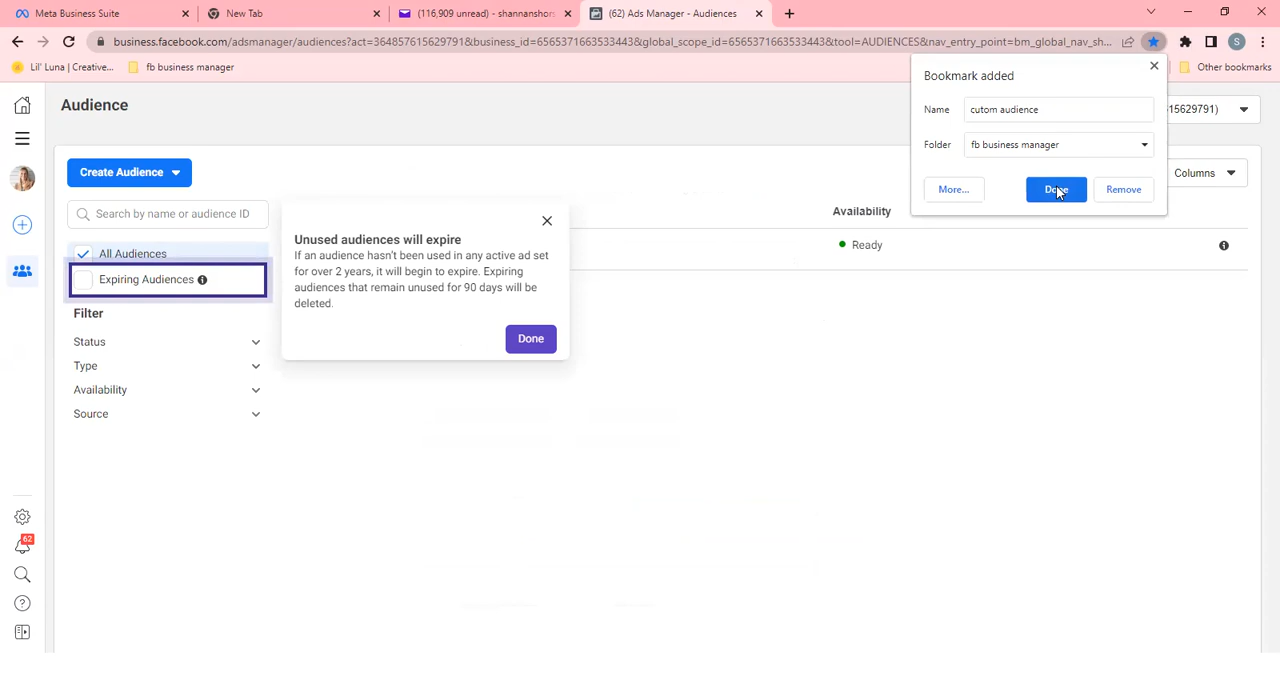 Meta Business Suite
New Tab
(116,909 unread) - shannanshors
(62) Ads Manager - Audiences
business.facebook.com/adsmanager/audiences?act=364857615629791&business_id=6565371663533443&global_scope_id=6565371663533443&tool=AUDIENCES&nav_entry_point=bm_global_nav_sh...
S
Lil' Luna | Creative...
fb business manager
Other bookmarks
Bookmark added
Name
cutom audience
Folder
fb business manager
More...
Done
Remove
Audience
15629791)
Create Audience
Columns
Search by name or audience ID
Availability
All Audiences
Ready
Expiring Audiences
Unused audiences will expire
If an audience hasn't been used in any active ad set
for over 2 years, it will begin to expire. Expiring
audiences that remain unused for 90 days will be
deleted.
Done
Filter
Status
Type
Availability
Source
62